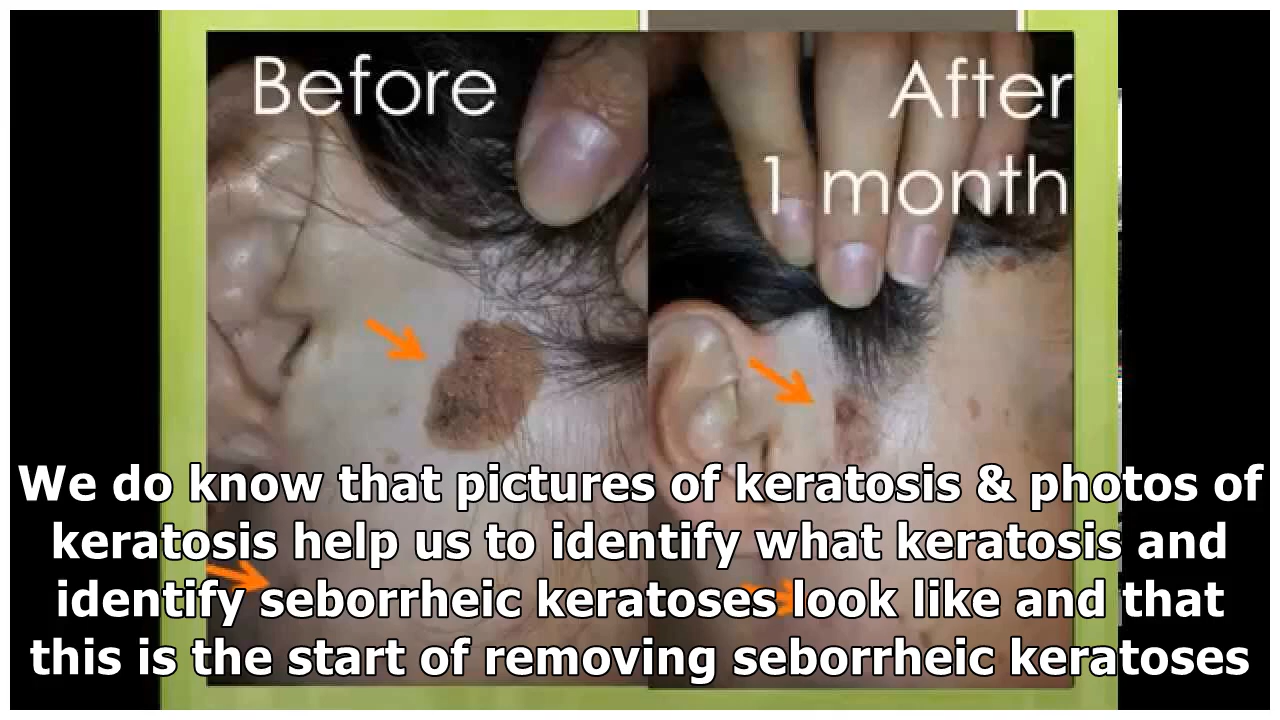 Before
After
1 month
We do know that pictures of keratosis & photos of
keratosis help us to identify what keratosis and
identify seborrheic keratoses look like and that
this is the start of removing seborrheic keratoses